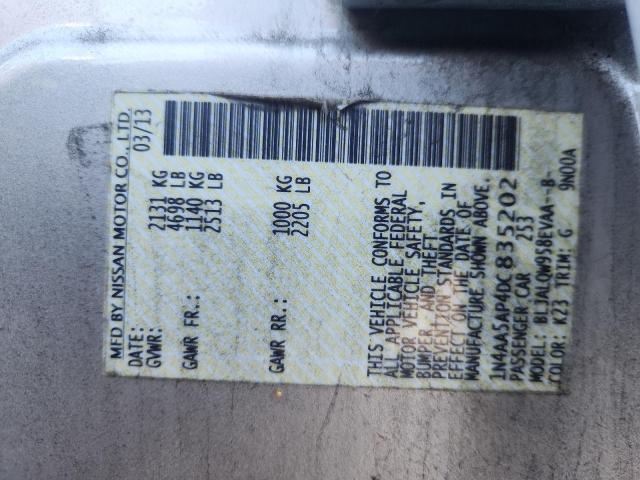 MFD BY NISSAN MOTOR CO., LTD.
DATE: 03/13
GVWR: 2131 KG
4698 LB
GAWR FR.: 1140 KG
2513 LB
GAWR RR.: 1000 KG
2205 LB
THIS VEHICLE CONFORMS TO
ALL APPLICABLE FEDERAL
MOTOR VEHICLE SAFETY,
BUMPER, AND THEFT
PREVENTION STANDARDS IN
EFFECT ON THE DATE OF
MANUFACTURE SHOWN ABOVE.
1N4AA5AP4DC835202
PASSENGER CAR 253
MODEL: BLJALQW958EVAA--B-
COLOR: K23 TRIM: G 9N00A